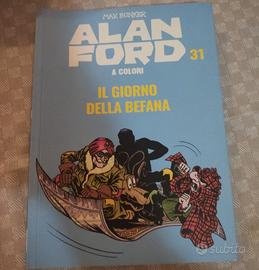 MAX BUNKER
ALAN
FORD 31
A COLORI
IL GIORNO
DELLA BEFANA
subito